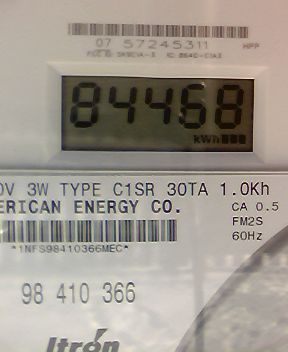 07 57245311 HPP
84468
kWh
0V 3W TYPE C1SR 30TA 1.0Kh
ERICAN ENERGY CO. CA 0.5
FM2S
*1NFS98410366MEC* 60Hz
98 410 366
Itron